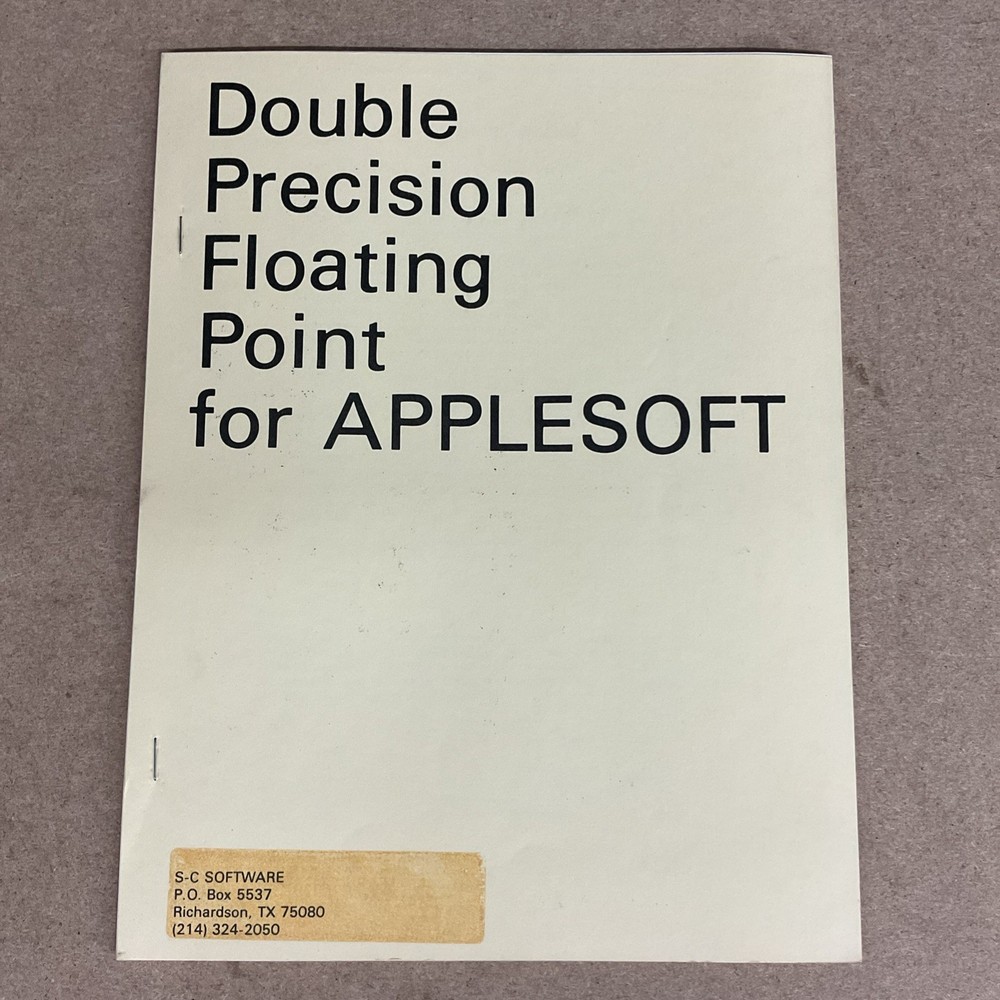 Double
Precision
Floating
Point
for APPLESOFT
S-C SOFTWARE
P.O. Box 5537
Richardson, TX 75080
(214) 324-2050